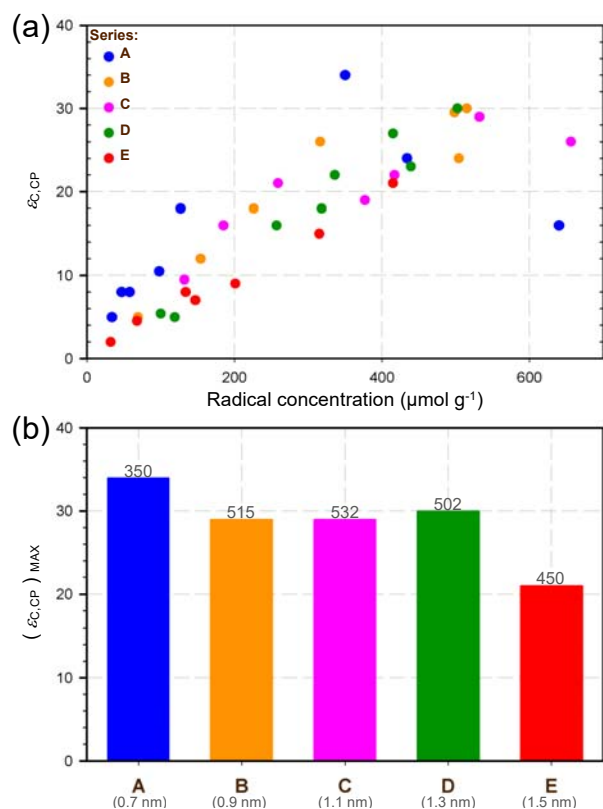 (a)
Series:
A
B
C
D
E
40
30
20
10
0
εC,CP
0 200 400 600
Radical concentration (µmol g-1)
(b)
40
30
20
10
0
( εC,CP ) MAX
350
515
532
502
450
A B C D E
(0.7 nm) (0.9 nm) (1.1 nm) (1.3 nm) (1.5 nm)